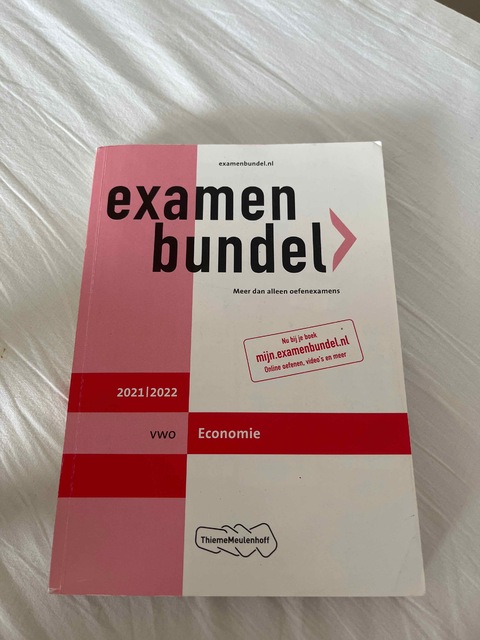 examenbundel.nl
examen
bundel
Meer dan alleen oefenexamens
Nu bij je boek
mijn.examenbundel.nl
Online oefenen, video's en meer
2021|2022
vwo Economie
ThiemeMeulenhoff